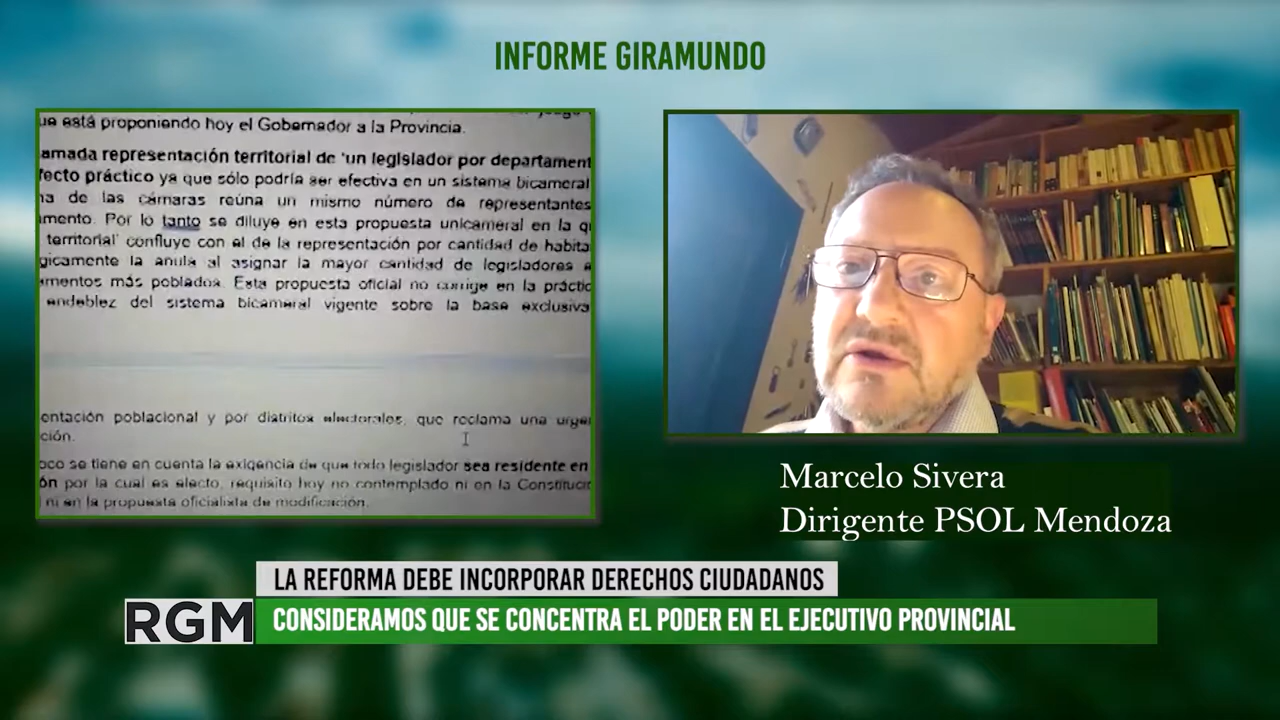 INFORME GIRAMUNDO
ue está proponiendo hoy el Gobernador a la Provincia.
amada representación territorial de 'un legislador por departament
fecto práctico ya que sólo podría ser efectiva en un sistema bicameral
na de las cámaras reúna un mismo número de representantes
mento. Por lo tanto se diluye en esta propuesta unicameral en la q
territorial' confluye con el de la representación por cantidad de habita
gicamente la anula al asignar la mayor cantidad de legisladores a
mentos más poblados. Esta propuesta oficial no corrige en la práctic
endeblez del sistema bicameral vigente sobre la base exclusiva
entación poblacional y por distritos electorales, que reclama una urge
ción.
oco se tiene en cuenta la exigencia de que todo legislador sea residente en
ón por la cual es electo, requisito hoy no contemplado ni en la Constituci
ni en la propuesta oficialista de modificación.
Marcelo Sivera
Dirigente PSOL Mendoza
LA REFORMA DEBE INCORPORAR DERECHOS CIUDADANOS
RGM CONSIDERAMOS QUE SE CONCENTRA EL PODER EN EL EJECUTIVO PROVINCIAL